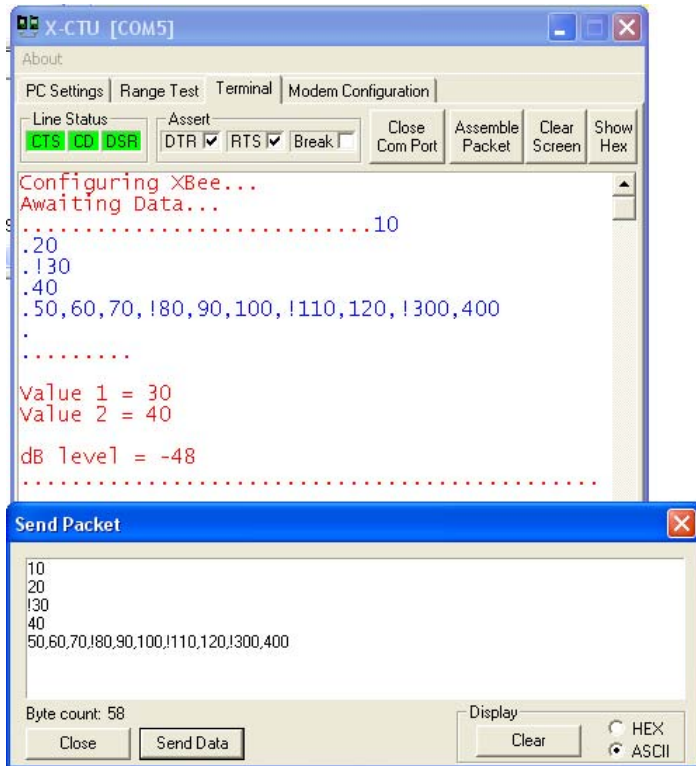 X-CTU [COM5]
About
PC Settings Range Test Terminal Modem Configuration
Line Status Assert
CTS CD DSR DTR RTS Break Close Com Port Assemble Packet Clear Screen Show Hex
Configuring XBee...
Awaiting Data...
............................10
.20
.!30
.40
.50,60,70,!80,90,100,!110,120,!300,400
.
.........
Value 1 = 30
Value 2 = 40
dB level = -48
..............................................
Send Packet
10
20
!30
40
50,60,70,!80,90,100,!110,120,!300,400
Byte count: 58
Display
Close Send Data Clear HEX
ASCII